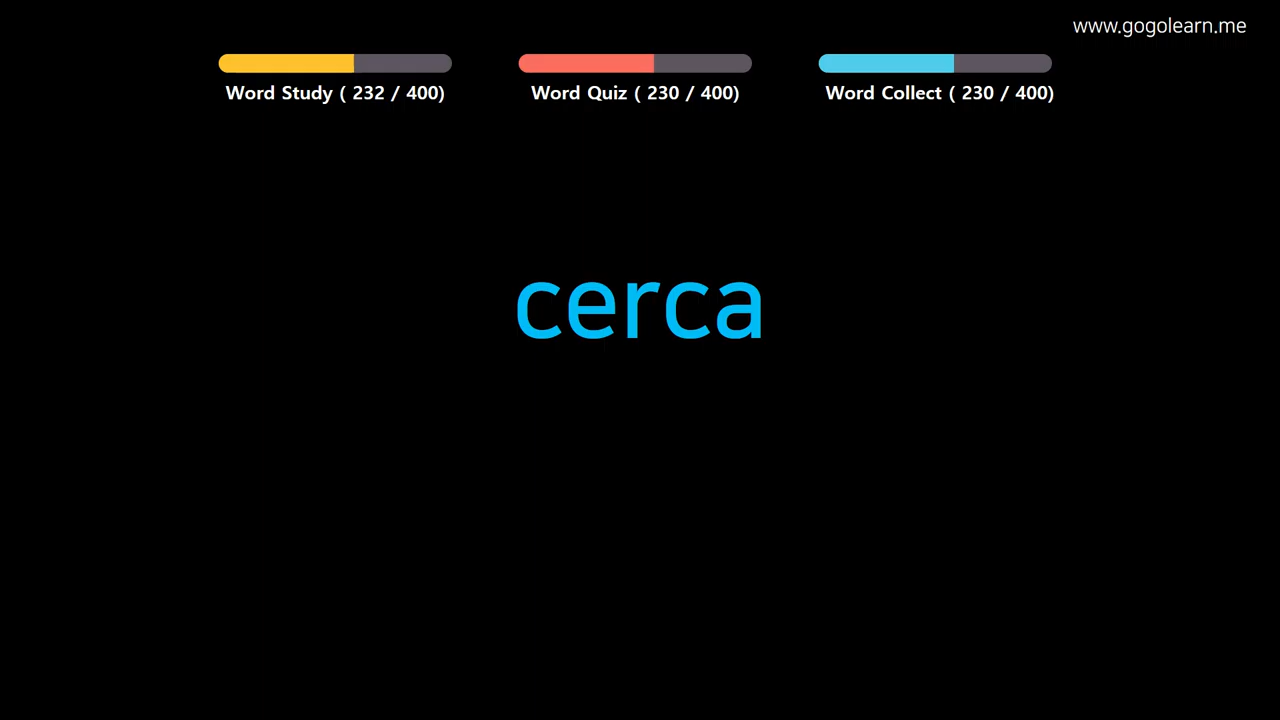 www.gogolearn.me
Word Study ( 232 / 400)
Word Quiz ( 230 / 400)
Word Collect ( 230 / 400)
cerca